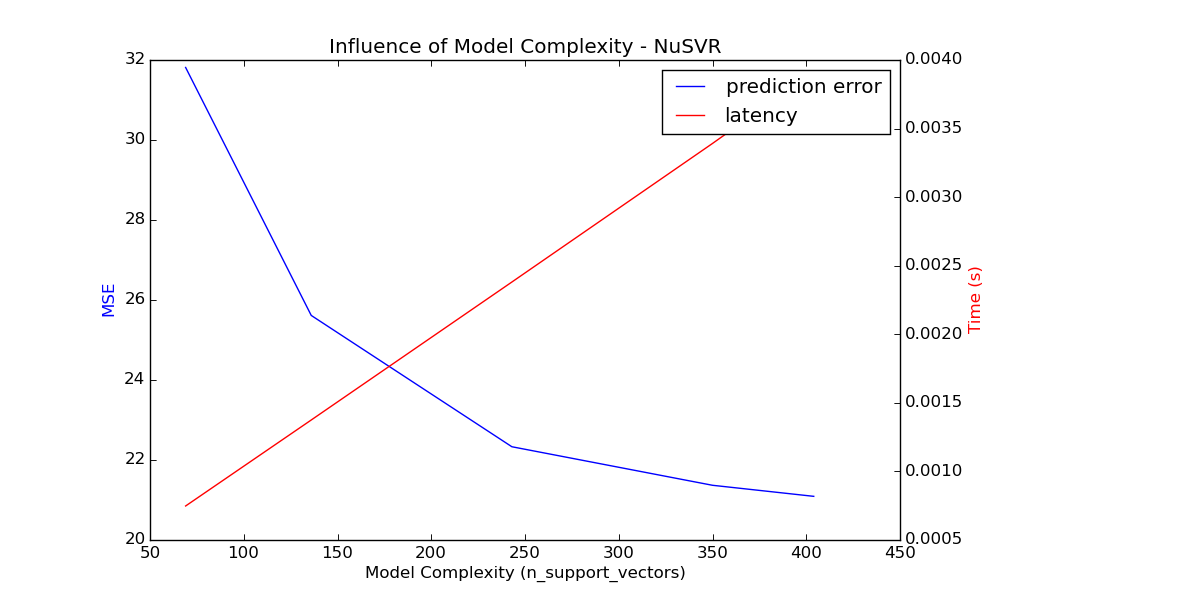 Influence of Model Complexity - NuSVR
32
30
28
26
24
22
20
MSE
prediction error
latency
0.0040
0.0035
0.0030
0.0025
0.0020
0.0015
0.0010
0.0005
Time (s)
50 100 150 200 250 300 350 400 450
Model Complexity (n_support_vectors)